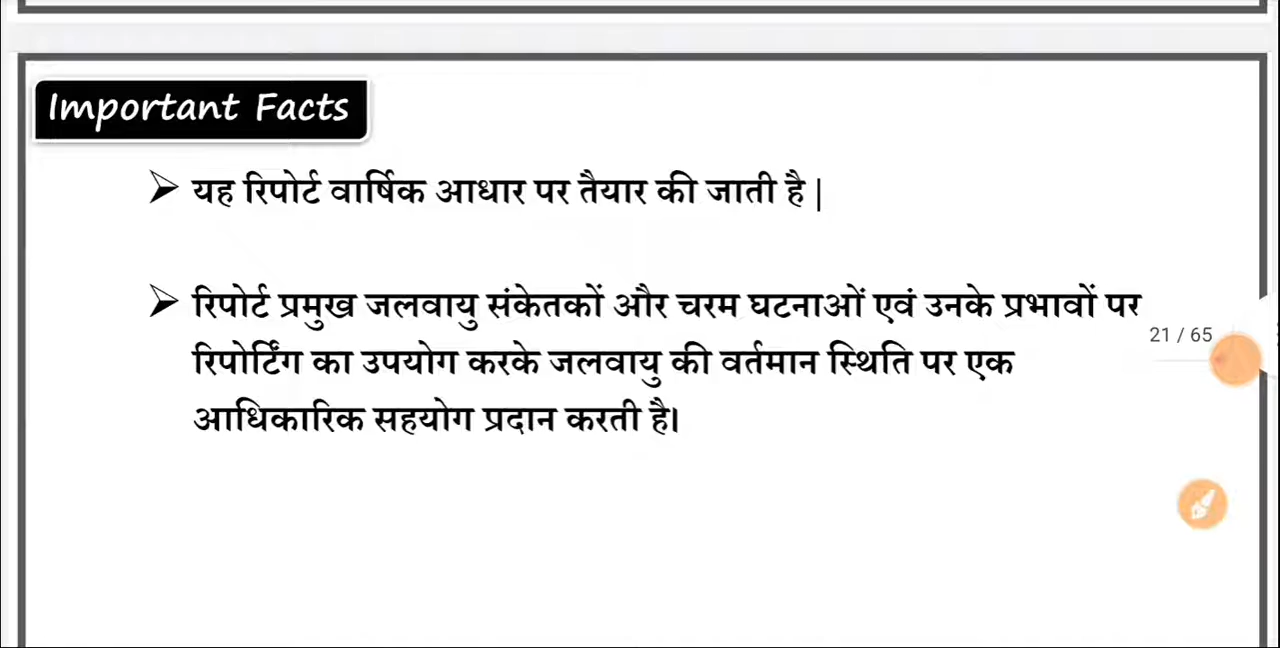 Important Facts
➢ यह रिपोर्ट वार्षिक आधार पर तैयार की जाती है |
➢ रिपोर्ट प्रमुख जलवायु संकेतकों और चरम घटनाओं एवं उनके प्रभावों पर
रिपोर्टिंग का उपयोग करके जलवायु की वर्तमान स्थिति पर एक
आधिकारिक सहयोग प्रदान करती है।
21 / 65